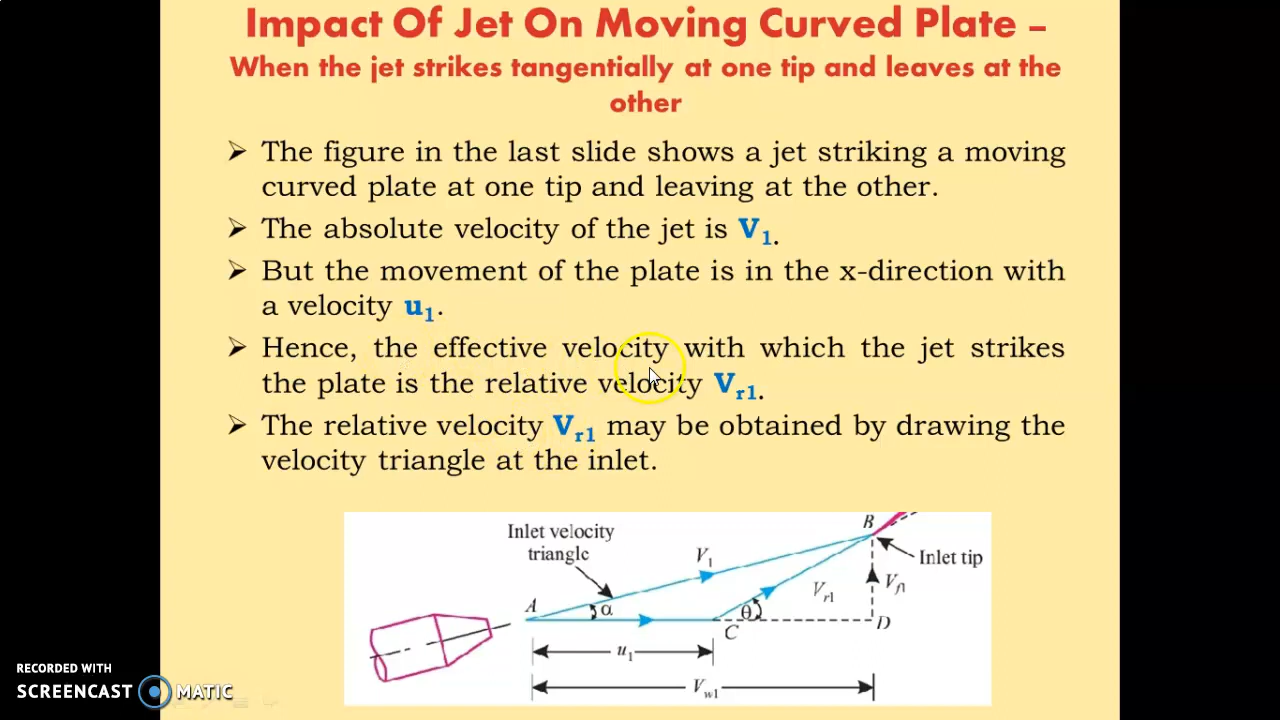 Impact Of Jet On Moving Curved Plate –
When the jet strikes tangentially at one tip and leaves at the
other
➢ The figure in the last slide shows a jet striking a moving
curved plate at one tip and leaving at the other.
➢ The absolute velocity of the jet is V1.
➢ But the movement of the plate is in the x-direction with
a velocity u1.
➢ Hence, the effective velocity with which the jet strikes
the plate is the relative velocity Vr1.
➢ The relative velocity Vr1 may be obtained by drawing the
velocity triangle at the inlet.
Inlet velocity
triangle
V1
B
Inlet tip
A
α
θ
Vr1
Vf1
C
D
u1
Vw1
RECORDED WITH
SCREENCAST MATIC